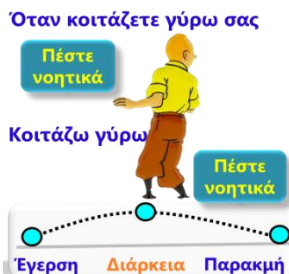 Όταν κοιτάζετε γύρω σας
Πέστε
νοητικά
Κοιτάζω γύρω
Πέστε
νοητικά
Έγερση Διάρκεια Παρακμή